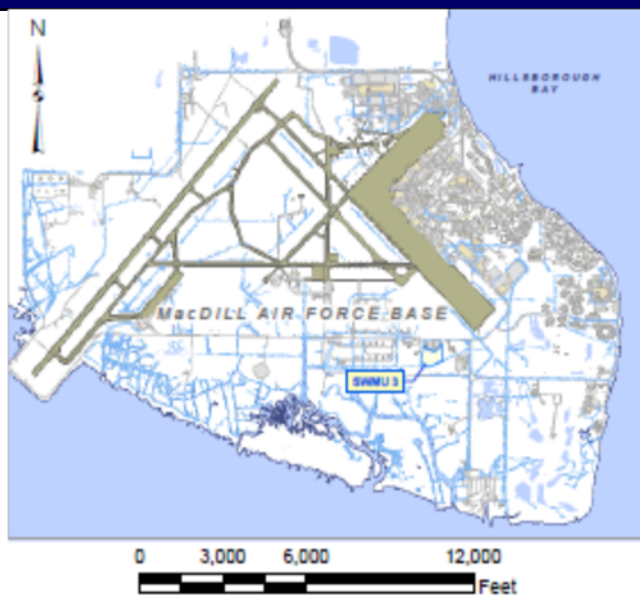 N
HILLSBOROUGH
BAY
MacDILL AIR FORCE BASE
SWMU 3
0 3,000 6,000 12,000
Feet